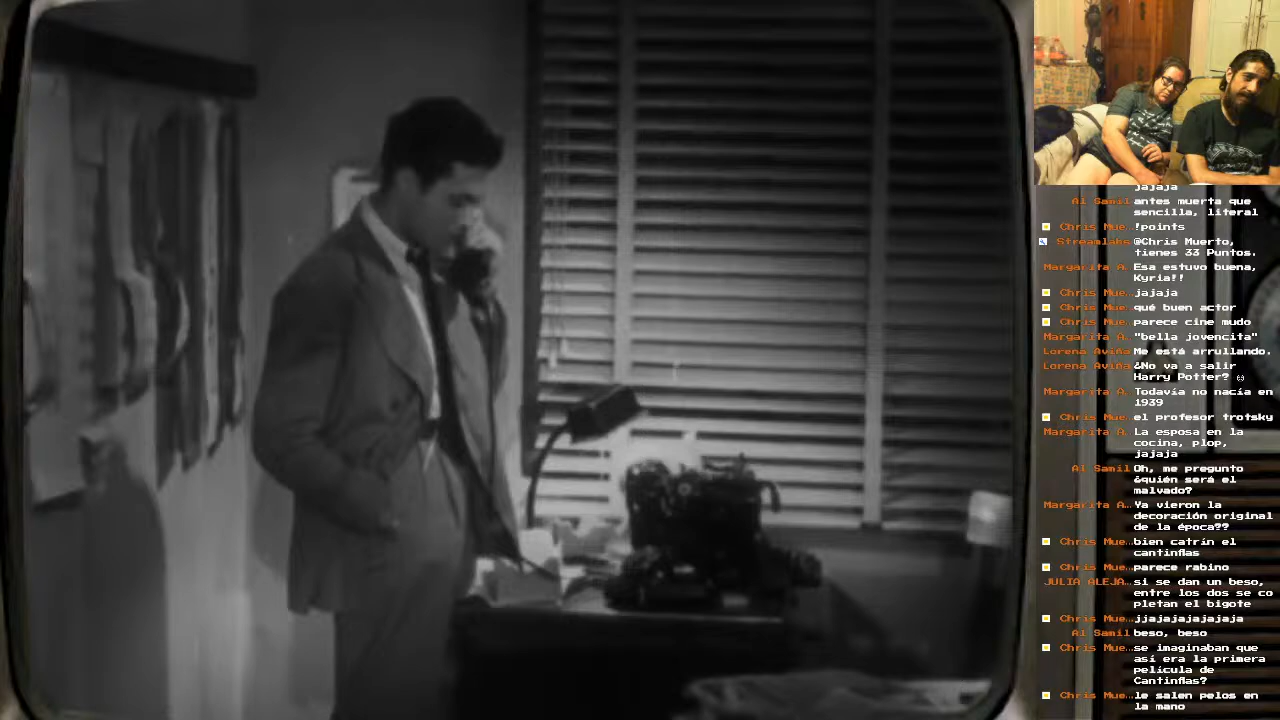 jajaja
Al Samil antes muerta que
sencilla, literal
Chris Mue… !points
Streamlabs @Chris Muerto,
tienes 33 Puntos.
Margarita A. Esa estuvo buena,
Kyria!!
Chris Mue… jajaja
Chris Mue… qué buen actor
Chris Mue… parece cine mudo
Margarita A. "bella jovencita"
Lorena Aviña Me está arrullando.
Lorena Aviña ¿No va a salir
Harry Potter?
Margarita A. Todavía no nacía en
1939
Chris Mue… el profesor trotsky
Margarita A. La esposa en la
cocina, plop,
jajaja
Al Samil Oh, me pregunto
¿quién será el
malvado?
Margarita A… Ya vieron la
decoración original
de la época??
Chris Mue… bien catrín el
cantinflas
Chris Mue… parece rabino
JULIA ALEJA… si se dan un beso,
entre los dos se co
pletan el bigote
Chris Mue… jjajajajajaja
Al Samil beso, beso
Chris Mue… se imaginaban que
así era la primera
película de
Cantinflas?
Chris Mue… le salen pelos en
la mano